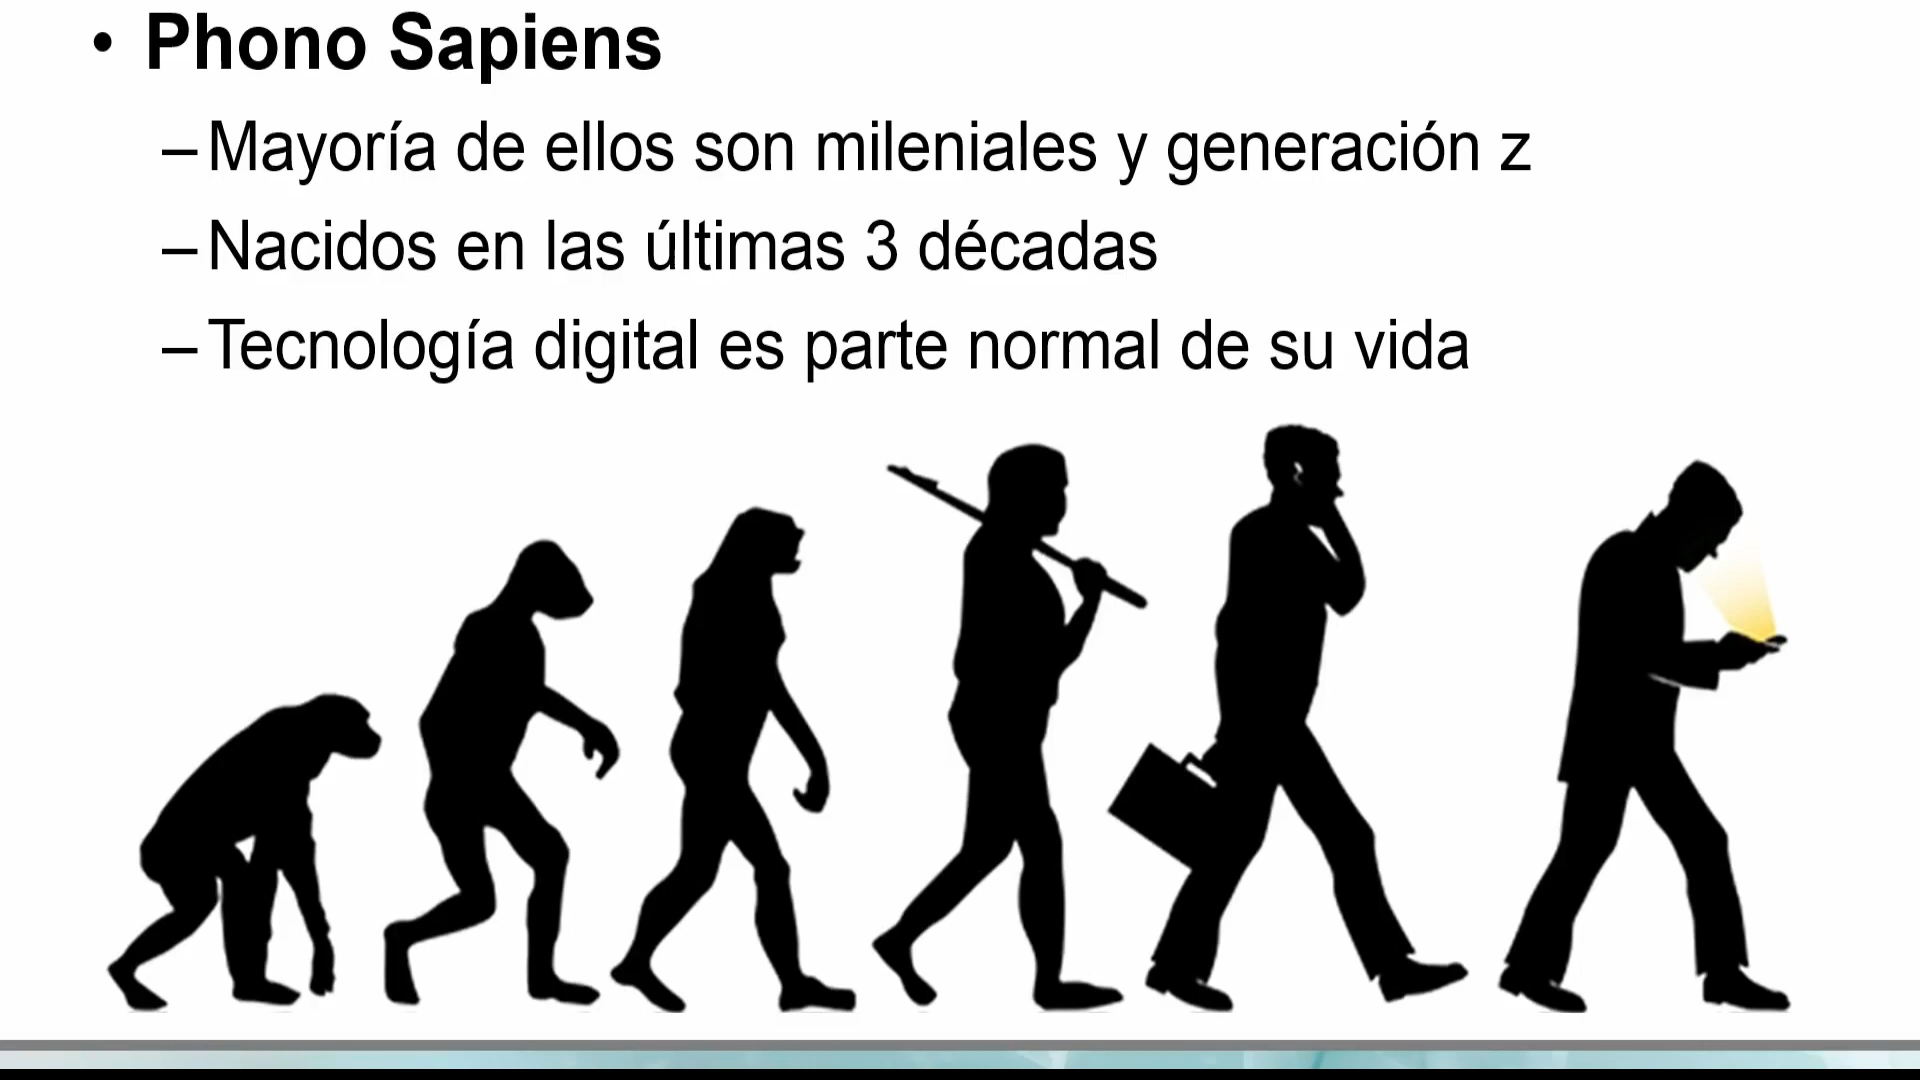 • Phono Sapiens
– Mayoría de ellos son mileniales y generación z
– Nacidos en las últimas 3 décadas
– Tecnología digital es parte normal de su vida